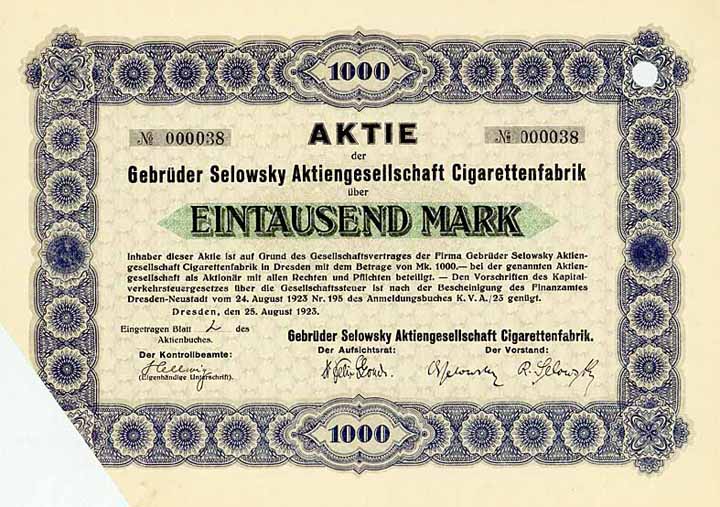 1000
№ 000038
AKTIE
№ 000038
der
Gebrüder Selowsky Aktiengesellschaft Cigarettenfabrik
über
EINTAUSEND MARK
Inhaber dieser Aktie ist auf Grund des Gesellschaftsvertrages der Firma Gebrüder Selowsky Aktien-
gesellschaft Cigarettenfabrik in Dresden mit dem Betrage von Mk. 1000.— bei der genannten Aktien-
gesellschaft als Aktionär mit allen Rechten und Pflichten beteiligt. — Den Vorschriften des Kapital-
verkehrsteuergesetzes über die Gesellschaftssteuer ist nach der Bescheinigung des Finanzamtes
Dresden-Neustadt vom 24. August 1923 Nr. 195 des Anmeldungsbuches K. V. A./23 genügt.
Dresden, den 25. August 1923.
Eingetragen Blatt 2 des
Aktienbuches.
Gebrüder Selowsky Aktiengesellschaft Cigarettenfabrik.
Der Kontrollbeamte:
Der Aufsichtsrat:
Der Vorstand:
Hellwig
R. Selowsky
(Eigenhändige Unterschrift).
1000